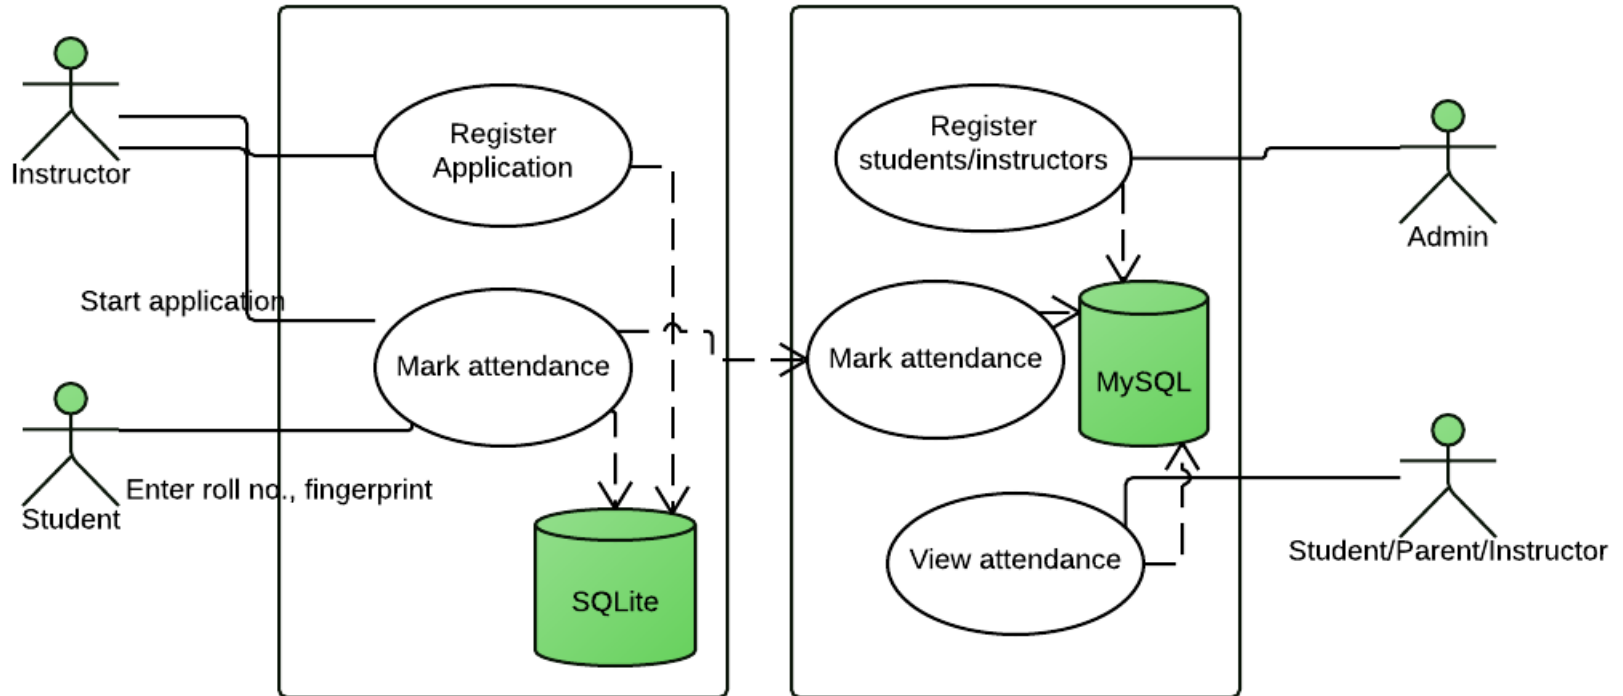 Instructor
Register
Application
Start application
Mark attendance
Student
Enter roll no., fingerprint
SQLite
Register
students/instructors
Admin
Mark attendance
MySQL
View attendance
Student/Parent/Instructor